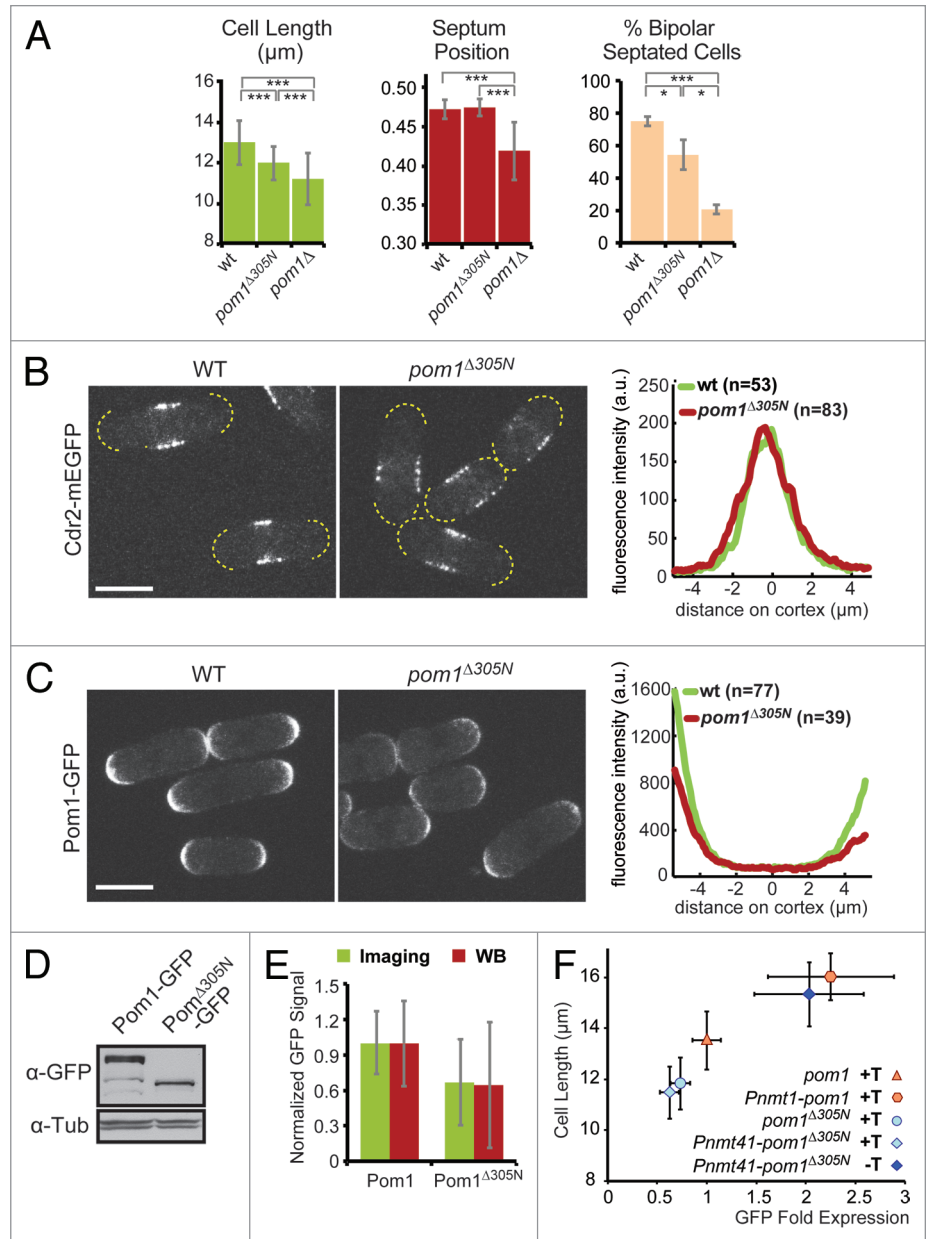 A
Cell Length
(µm)
16
14
12
10
8
***
*** ***
wt
pom1Δ305N
pom1Δ
Septum
Position
0.50
0.45
0.40
0.35
0.30
***
***
wt
pom1Δ305N
pom1Δ
% Bipolar
Septated Cells
100
80
60
40
20
0
***
* *
wt
pom1Δ305N
pom1Δ
B
WT
pom1Δ305N
Cdr2-mEGFP
fluorescence intensity (a.u.)
250
200
150
100
50
0
wt (n=53)
pom1Δ305N (n=83)
-4 -2 0 2 4
distance on cortex (µm)
C
WT
pom1Δ305N
Pom1-GFP
fluorescence intensity (a.u.)
1600
1200
800
400
0
wt (n=77)
pom1Δ305N (n=39)
-4 -2 0 2 4
distance on cortex (µm)
D
Pom1-GFP
PomΔ305N
-GFP
α-GFP
α-Tub
E
Imaging WB
Normalized GFP Signal
1.5
1.2
0.9
0.6
0.3
0
Pom1 Pom1Δ305N
F
Cell Length (µm)
16
14
12
10
8
pom1 +T
Pnmt1-pom1 +T
pom1Δ305N +T
Pnmt41-pom1Δ305N +T
Pnmt41-pom1Δ305N -T
0 0.5 1 1.5 2 2.5 3
GFP Fold Expression